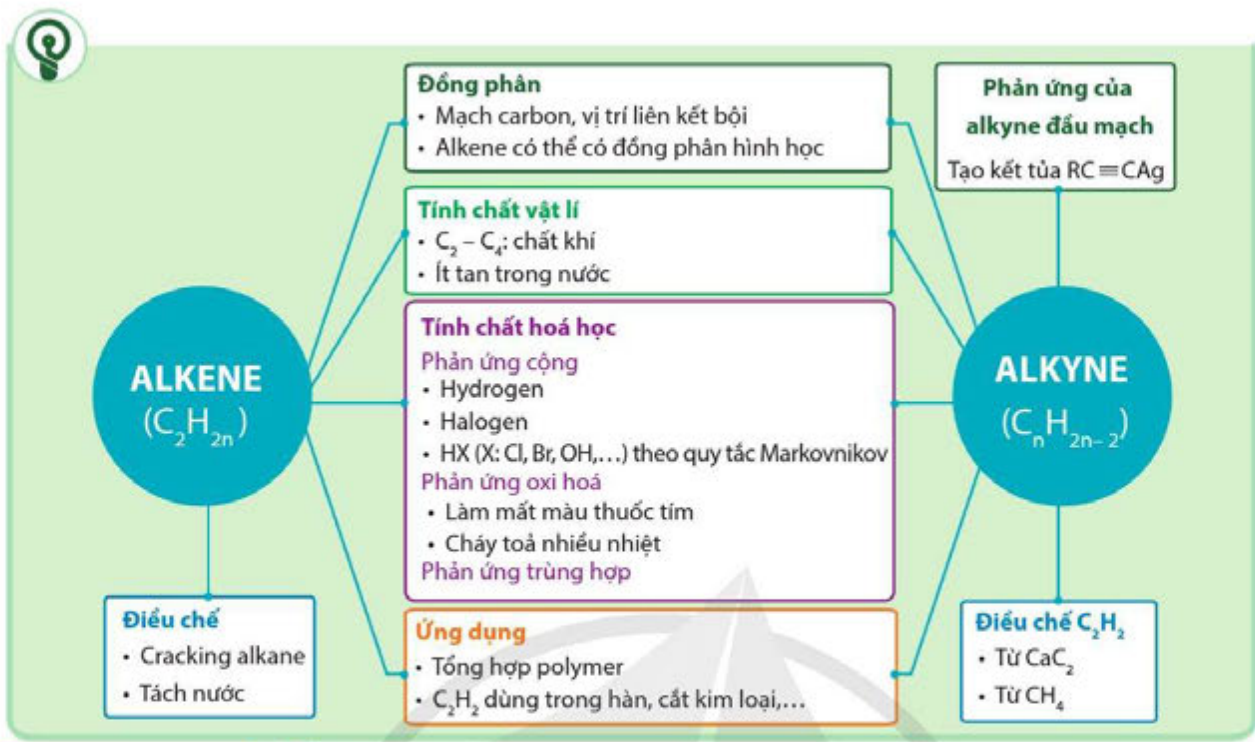 Đồng phân
• Mạch carbon, vị trí liên kết bội
• Alkene có thể có đồng phân hình học
Phản ứng của
alkyne đầu mạch
Tạo kết tủa RC≡CAg
Tính chất vật lí
• C₂ – C₄: chất khí
• Ít tan trong nước
ALKENE
(C₂H₂ₙ)
Tính chất hoá học
Phản ứng cộng
• Hydrogen
• Halogen
• HX (X: Cl, Br, OH,...) theo quy tắc Markovnikov
Phản ứng oxi hoá
• Làm mất màu thuốc tím
• Cháy toả nhiều nhiệt
Phản ứng trùng hợp
ALKYNE
(CₙH₂ₙ₋₂)
Điều chế
• Cracking alkane
• Tách nước
Ứng dụng
• Tổng hợp polymer
• C₂H₂ dùng trong hàn, cắt kim loại,...
Điều chế C₂H₂
• Từ CaC₂
• Từ CH₄